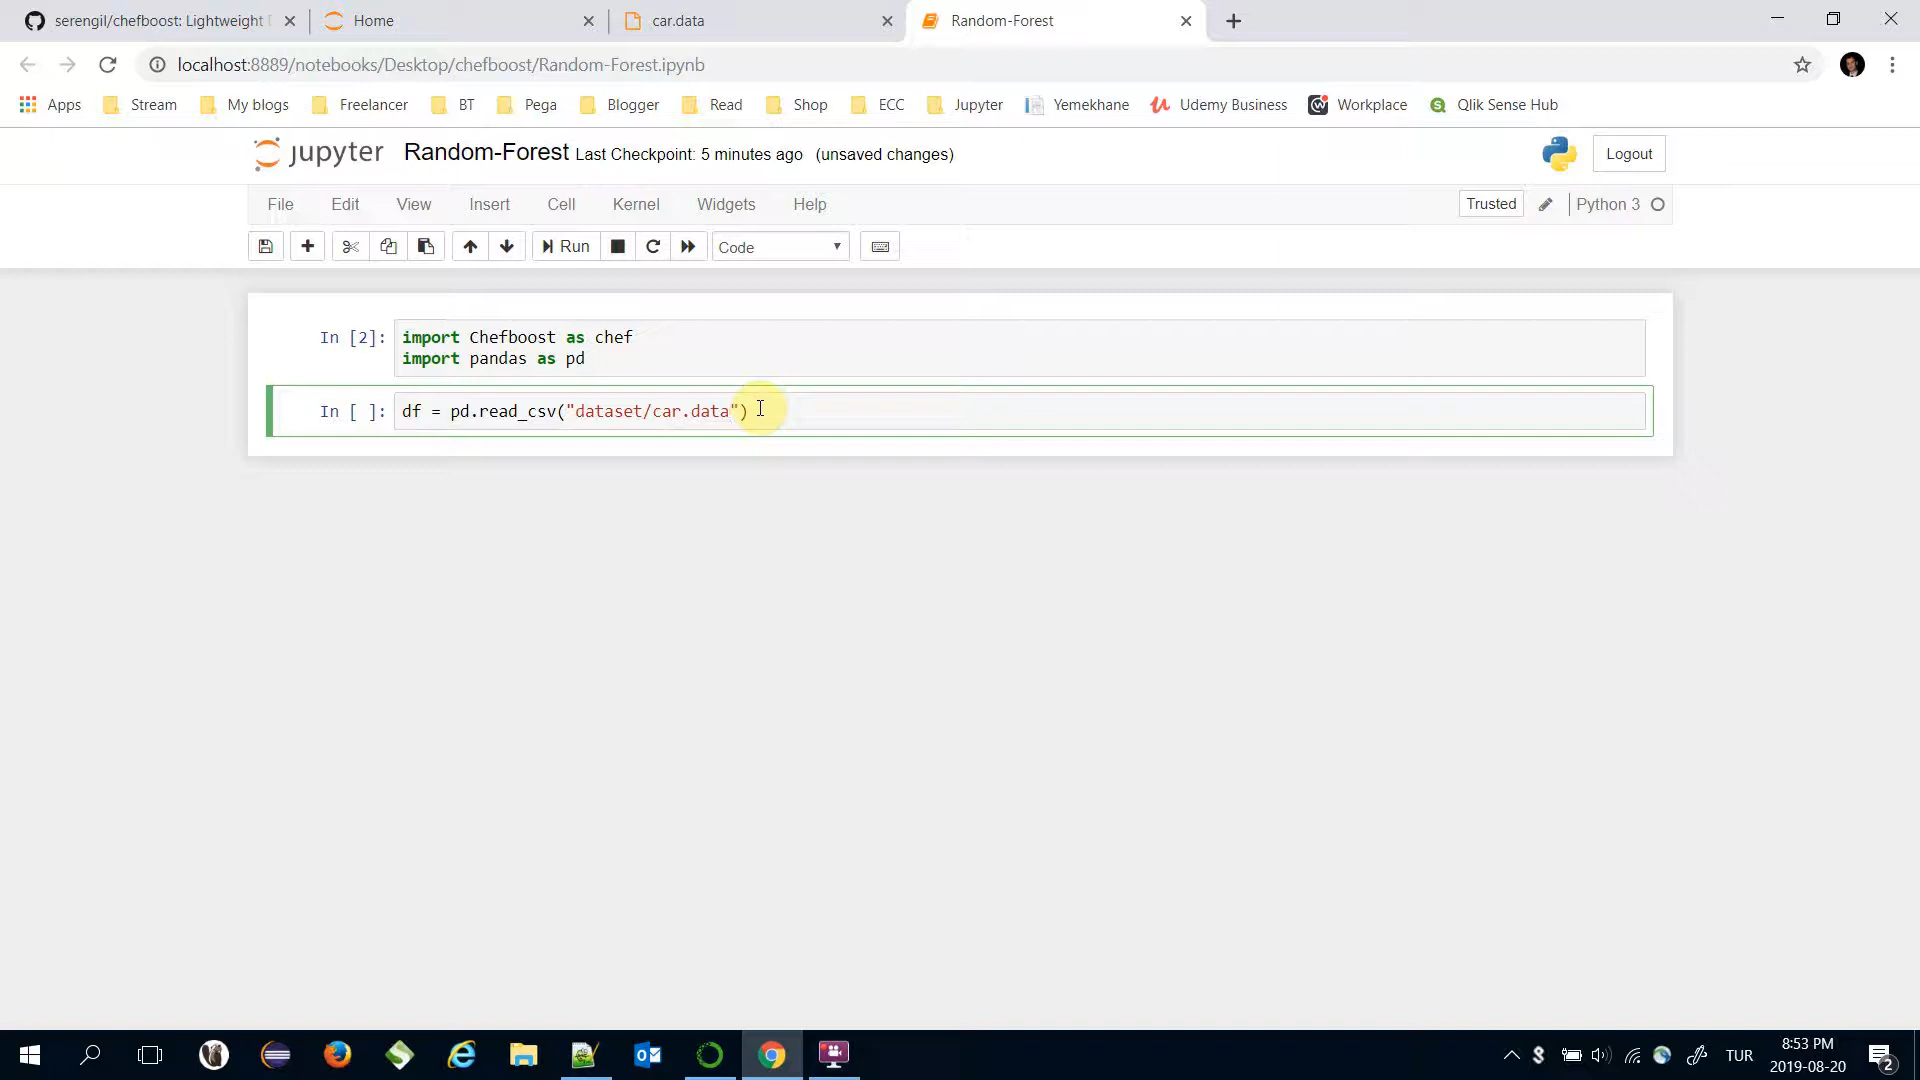 serengil/chefboost: Lightweight
Home
car.data
Random-Forest
localhost:8889/notebooks/Desktop/chefboost/Random-Forest.ipynb
Apps Stream My blogs Freelancer BT Pega Blogger Read Shop ECC Jupyter Yemekhane Udemy Business Workplace Qlik Sense Hub
jupyter Random-Forest Last Checkpoint: 5 minutes ago (unsaved changes) Logout
File Edit View Insert Cell Kernel Widgets Help Trusted Python 3
Run Code
In [2]: import Chefboost as chef
import pandas as pd
In [ ]: df = pd.read_csv("dataset/car.data")
TUR
8:53 PM
2019-08-20
2